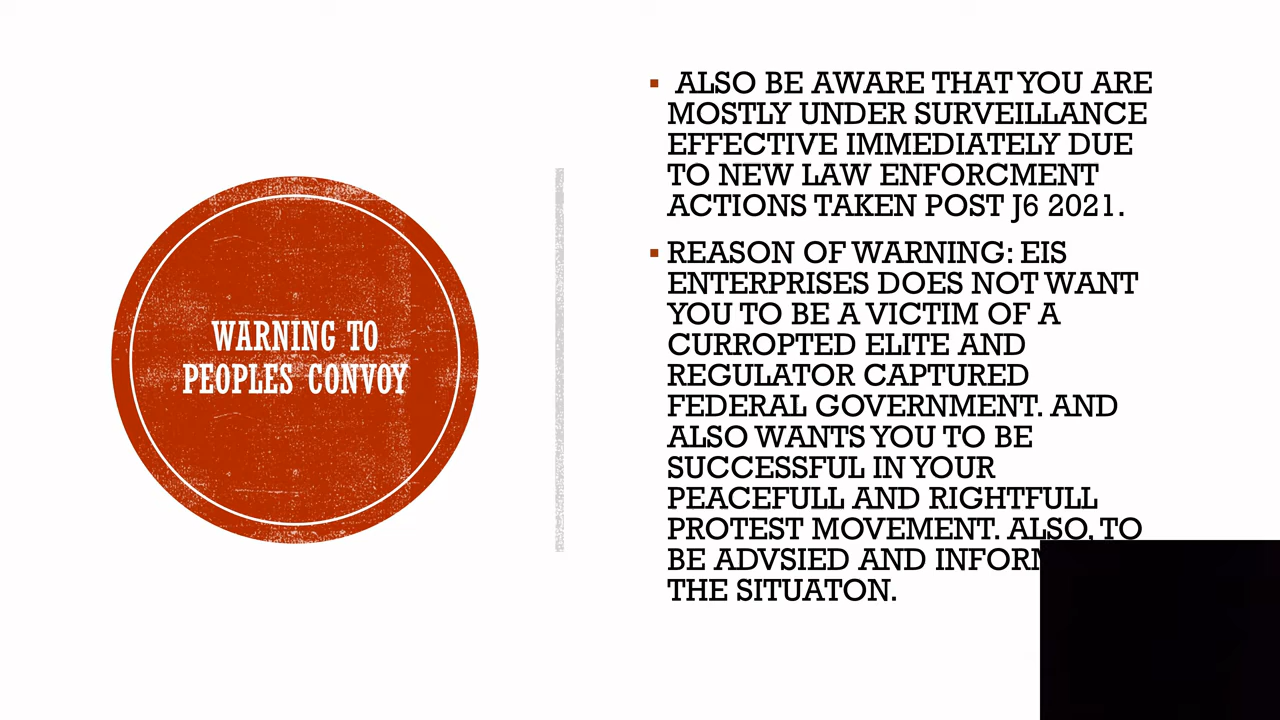 WARNING TO
PEOPLES CONVOY
▪ ALSO BE AWARE THAT YOU ARE
MOSTLY UNDER SURVEILLANCE
EFFECTIVE IMMEDIATELY DUE
TO NEW LAW ENFORCMENT
ACTIONS TAKEN POST J6 2021.
▪ REASON OF WARNING: EIS
ENTERPRISES DOES NOT WANT
YOU TO BE A VICTIM OF A
CURROPTED ELITE AND
REGULATOR CAPTURED
FEDERAL GOVERNMENT. AND
ALSO WANTS YOU TO BE
SUCCESSFUL IN YOUR
PEACEFULL AND RIGHTFULL
PROTEST MOVEMENT. ALSO, TO
BE ADVSIED AND
THE SITUATON.